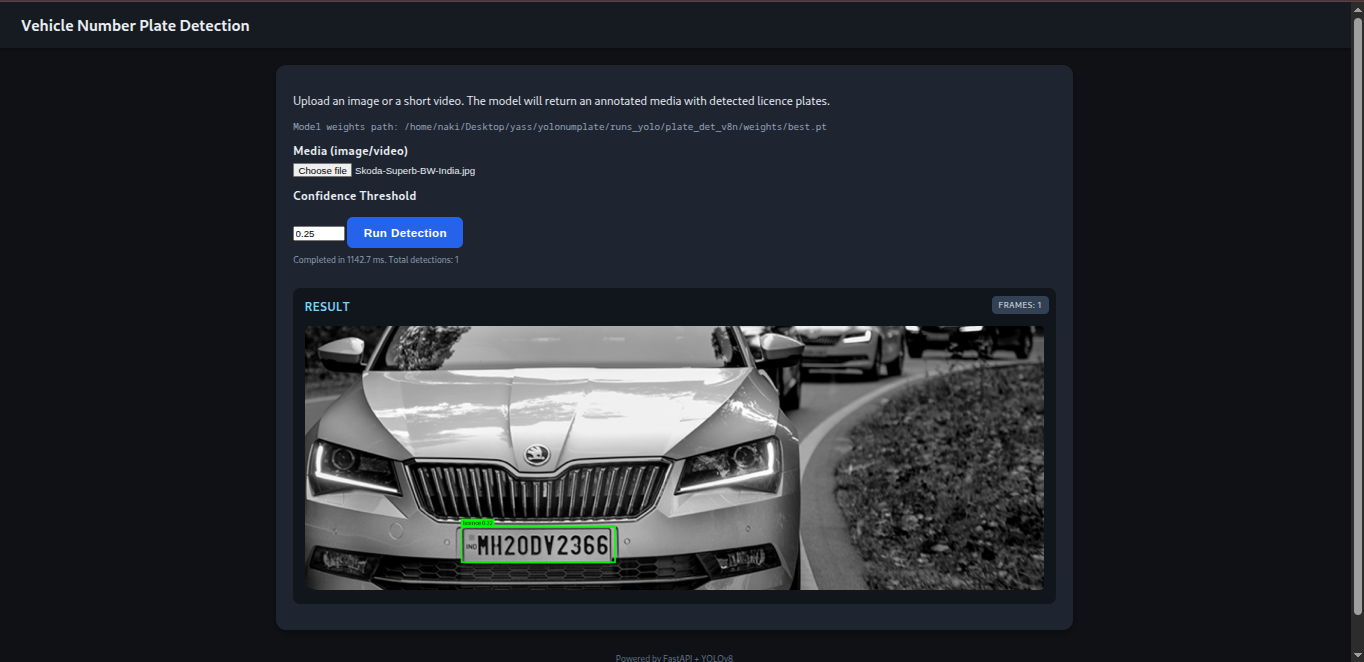 Vehicle Number Plate Detection
Upload an image or a short video. The model will return an annotated media with detected licence plates.
Model weights path: /home/naki/Desktop/yass/yolonumplate/runs_yolo/plate_det_v8n/weights/best.pt
Media (image/video)
Choose file Skoda-Superb-BW-India.jpg
Confidence Threshold
0.25 Run Detection
Completed in 1142.7 ms. Total detections: 1
RESULT
FRAMES: 1
licence
IND MH20DV2366
Powered by FastAPI + YOLOv8